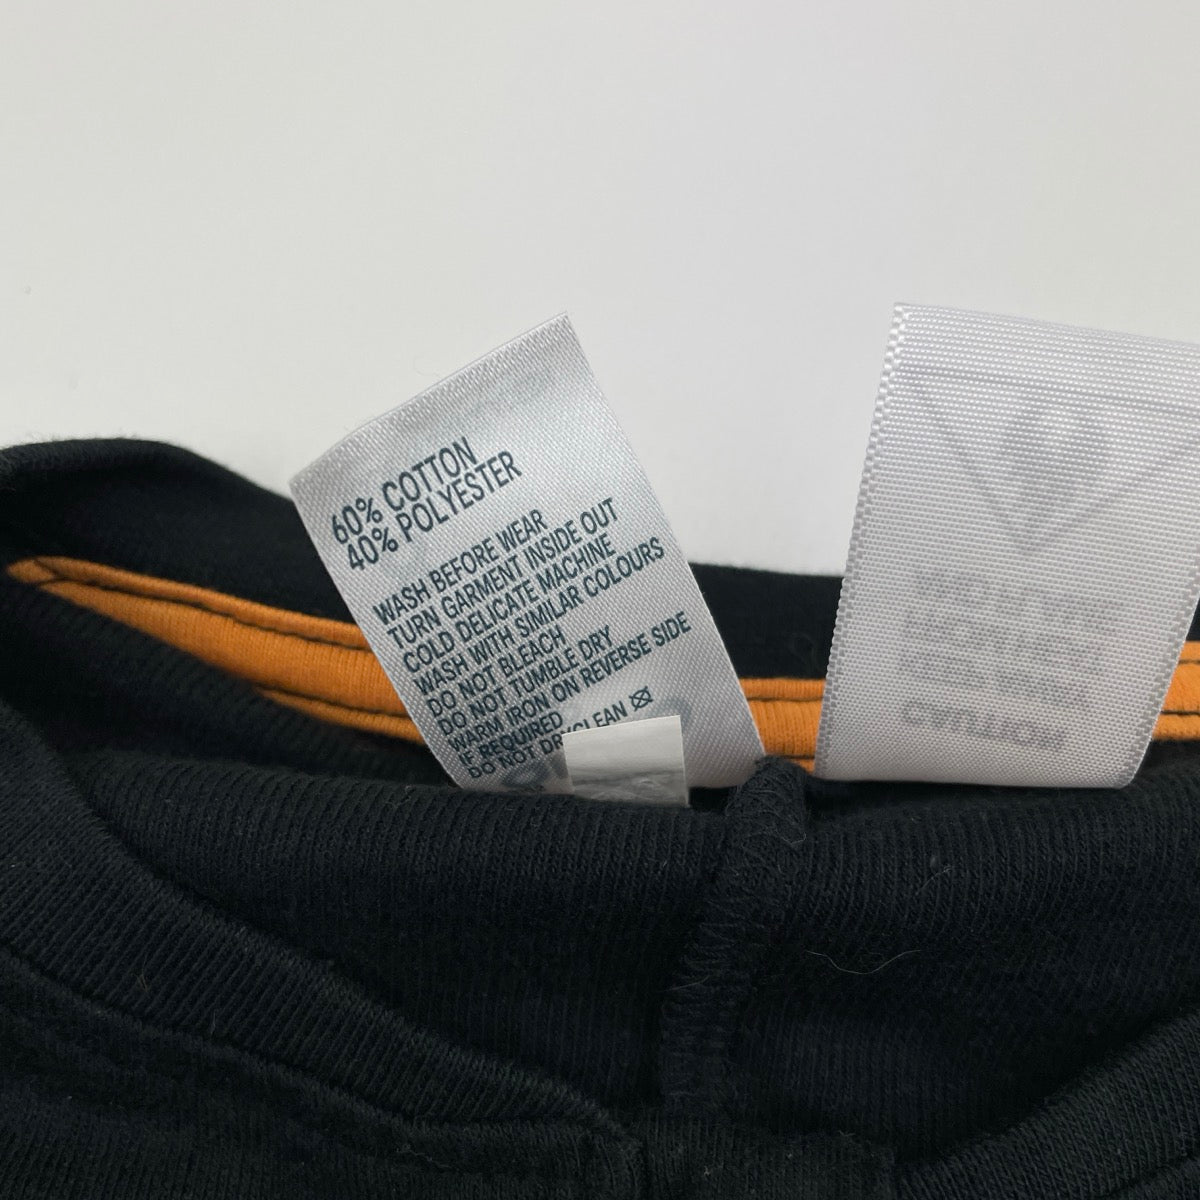 60% COTTON
40% POLYESTER
WASH BEFORE WEAR
TURN GARMENT INSIDE OUT
COLD DELICATE MACHINE
WASH WITH SIMILAR COLOURS
DO NOT BLEACH
DO NOT TUMBLE DRY
WARM IRON ON REVERSE SIDE
IF REQUIRED
DO NOT DRYCLEAN